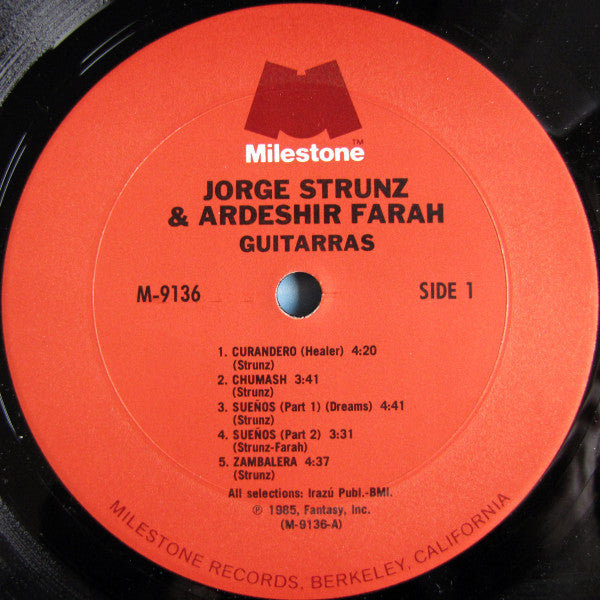 TM
Milestone
JORGE STRUNZ
& ARDESHIR FARAH
GUITARRAS
M-9136
SIDE 1
1. CURANDERO (Healer) 4:20
(Strunz)
2. CHUMASH 3:41
(Strunz)
3. SUEÑOS (Part 1) (Dreams) 4:41
(Strunz)
4. SUEÑOS (Part 2) 3:31
(Strunz-Farah)
5. ZAMBALERA 4:37
(Strunz)
All selections: Irazú Publ.-BMI.
℗ 1985, Fantasy, Inc.
(M-9136-A)
MILESTONE RECORDS, BERKELEY, CALIFORNIA